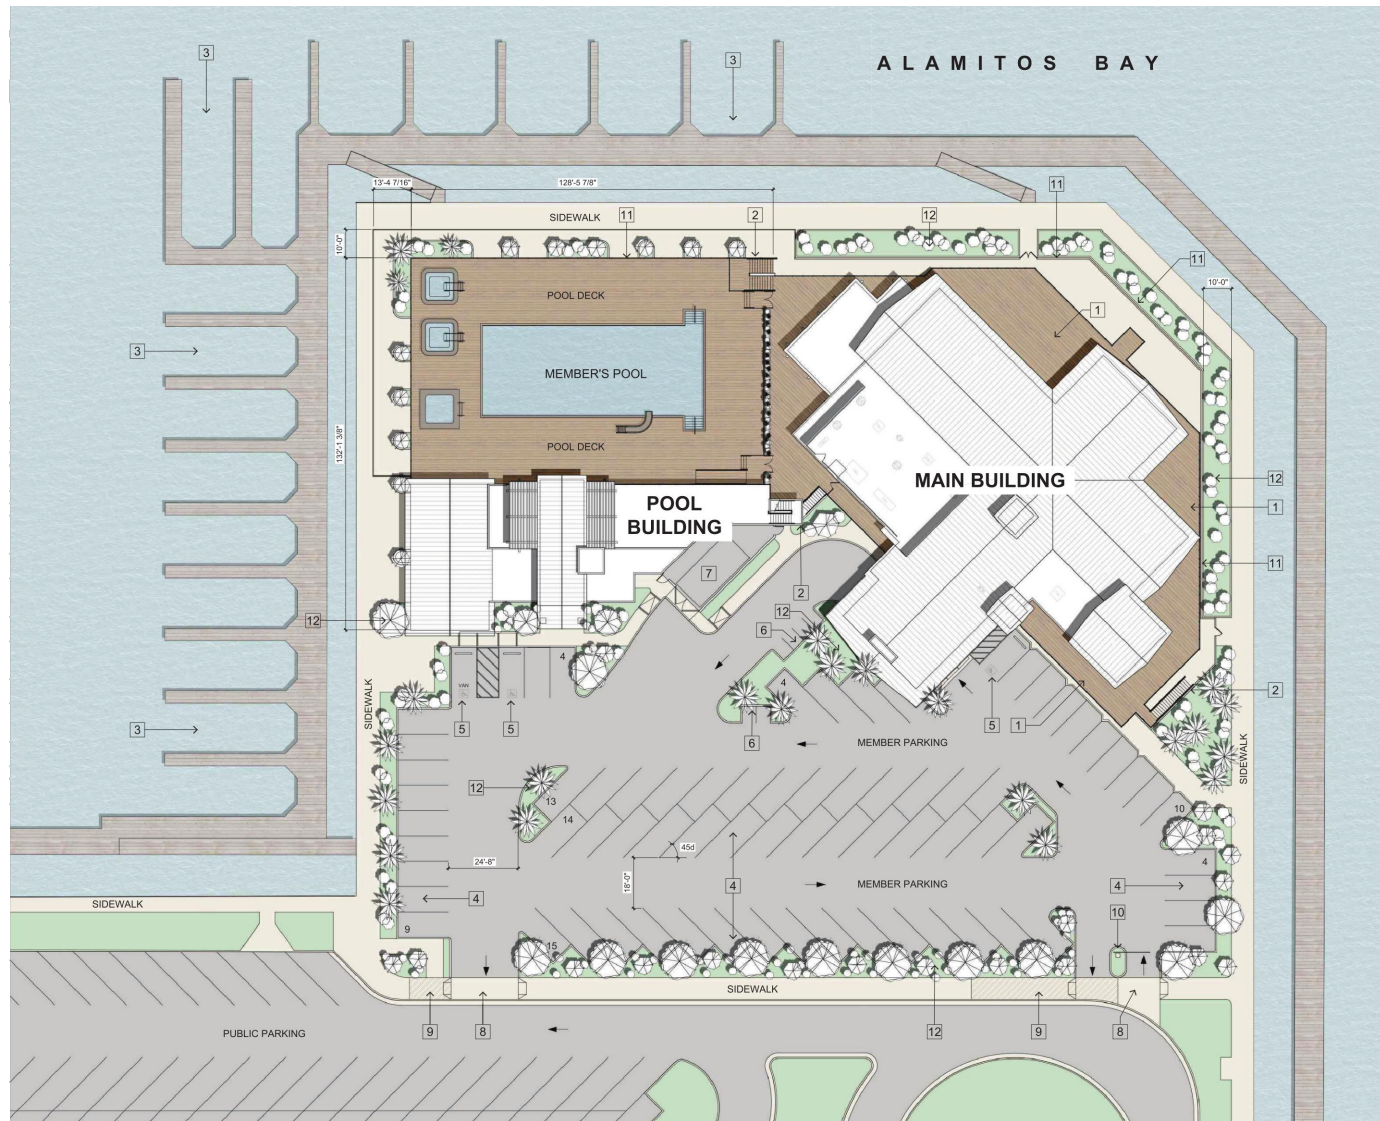 3
3
ALAMITOS BAY
13'-4 7/16"
128'-5 7/8"
11
SIDEWALK
11
2
12
10'-0"
11
10'-0"
POOL DECK
1
3
MEMBER'S POOL
132'-1 3/8"
POOL DECK
MAIN BUILDING
12
POOL
BUILDING
1
7
11
2
12
12
6
4
4
VAN
SIDEWALK
5
5
5
1
2
3
6
MEMBER PARKING
SIDEWALK
12
13
14
10
45d
24'-8"
4
18'-0"
4
MEMBER PARKING
4
4
SIDEWALK
9
15
10
SIDEWALK
9
8
12
9
8
PUBLIC PARKING